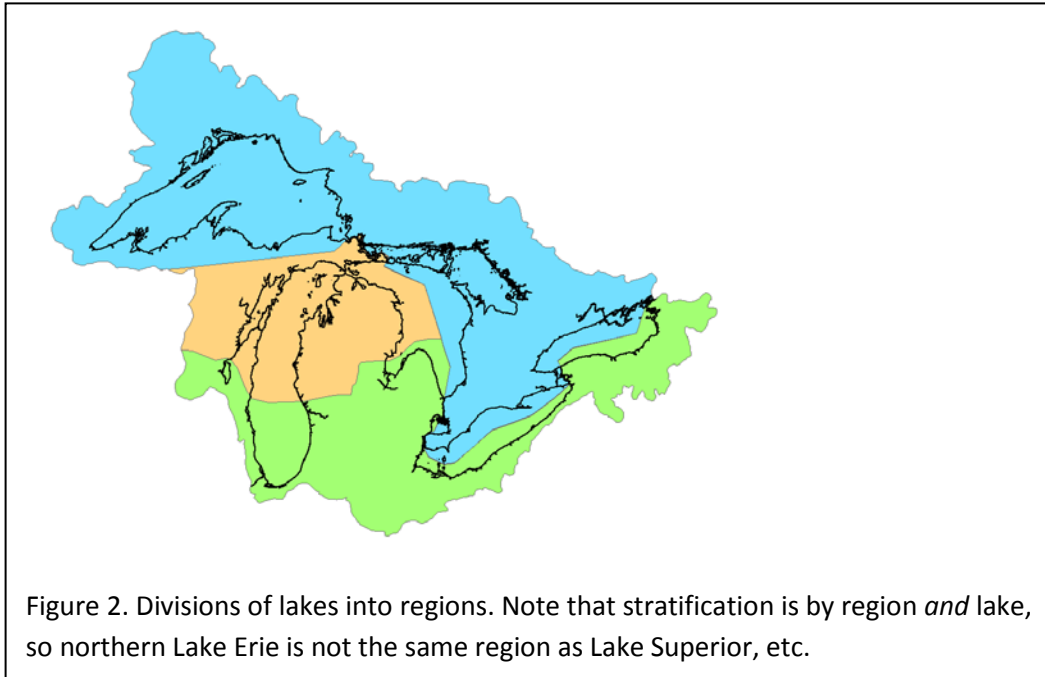 Figure 2. Divisions of lakes into regions. Note that stratification is by region and lake,
so northern Lake Erie is not the same region as Lake Superior, etc.